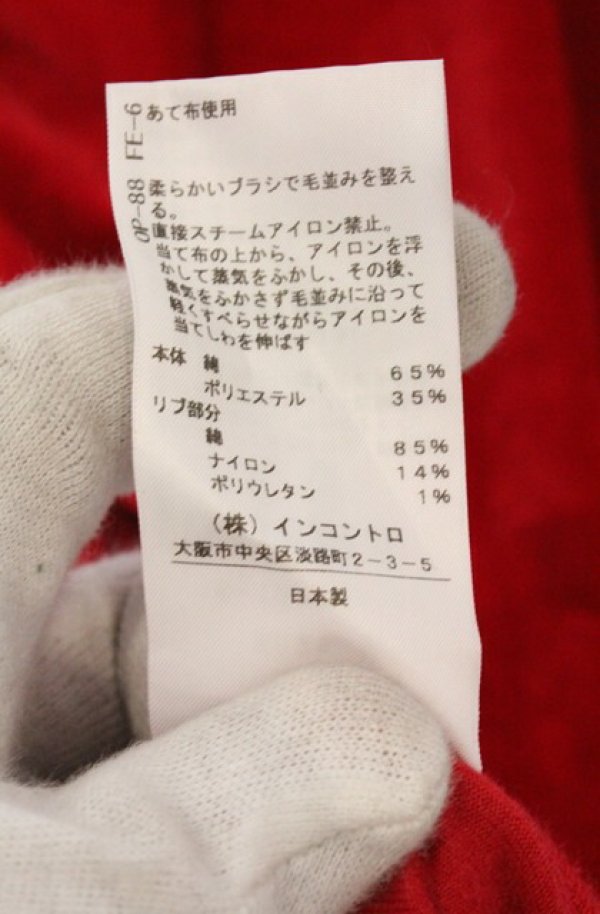 OP-88 FE-6
あて布使用
柔らかいブラシで毛並みを整え
る。
直接スチームアイロン禁止。
当て布の上から、アイロンを浮
かして蒸気をふかし、その後、
蒸気をふかさず毛並みに沿って
軽くすべらせながらアイロンを
当てしわを伸ばす
本体 綿 65%
ポリエステル 35%
リブ部分
綿 85%
ナイロン 14%
ポリウレタン 1%
(株)インコントロ
大阪市中央区淡路町2-3-5
日本製